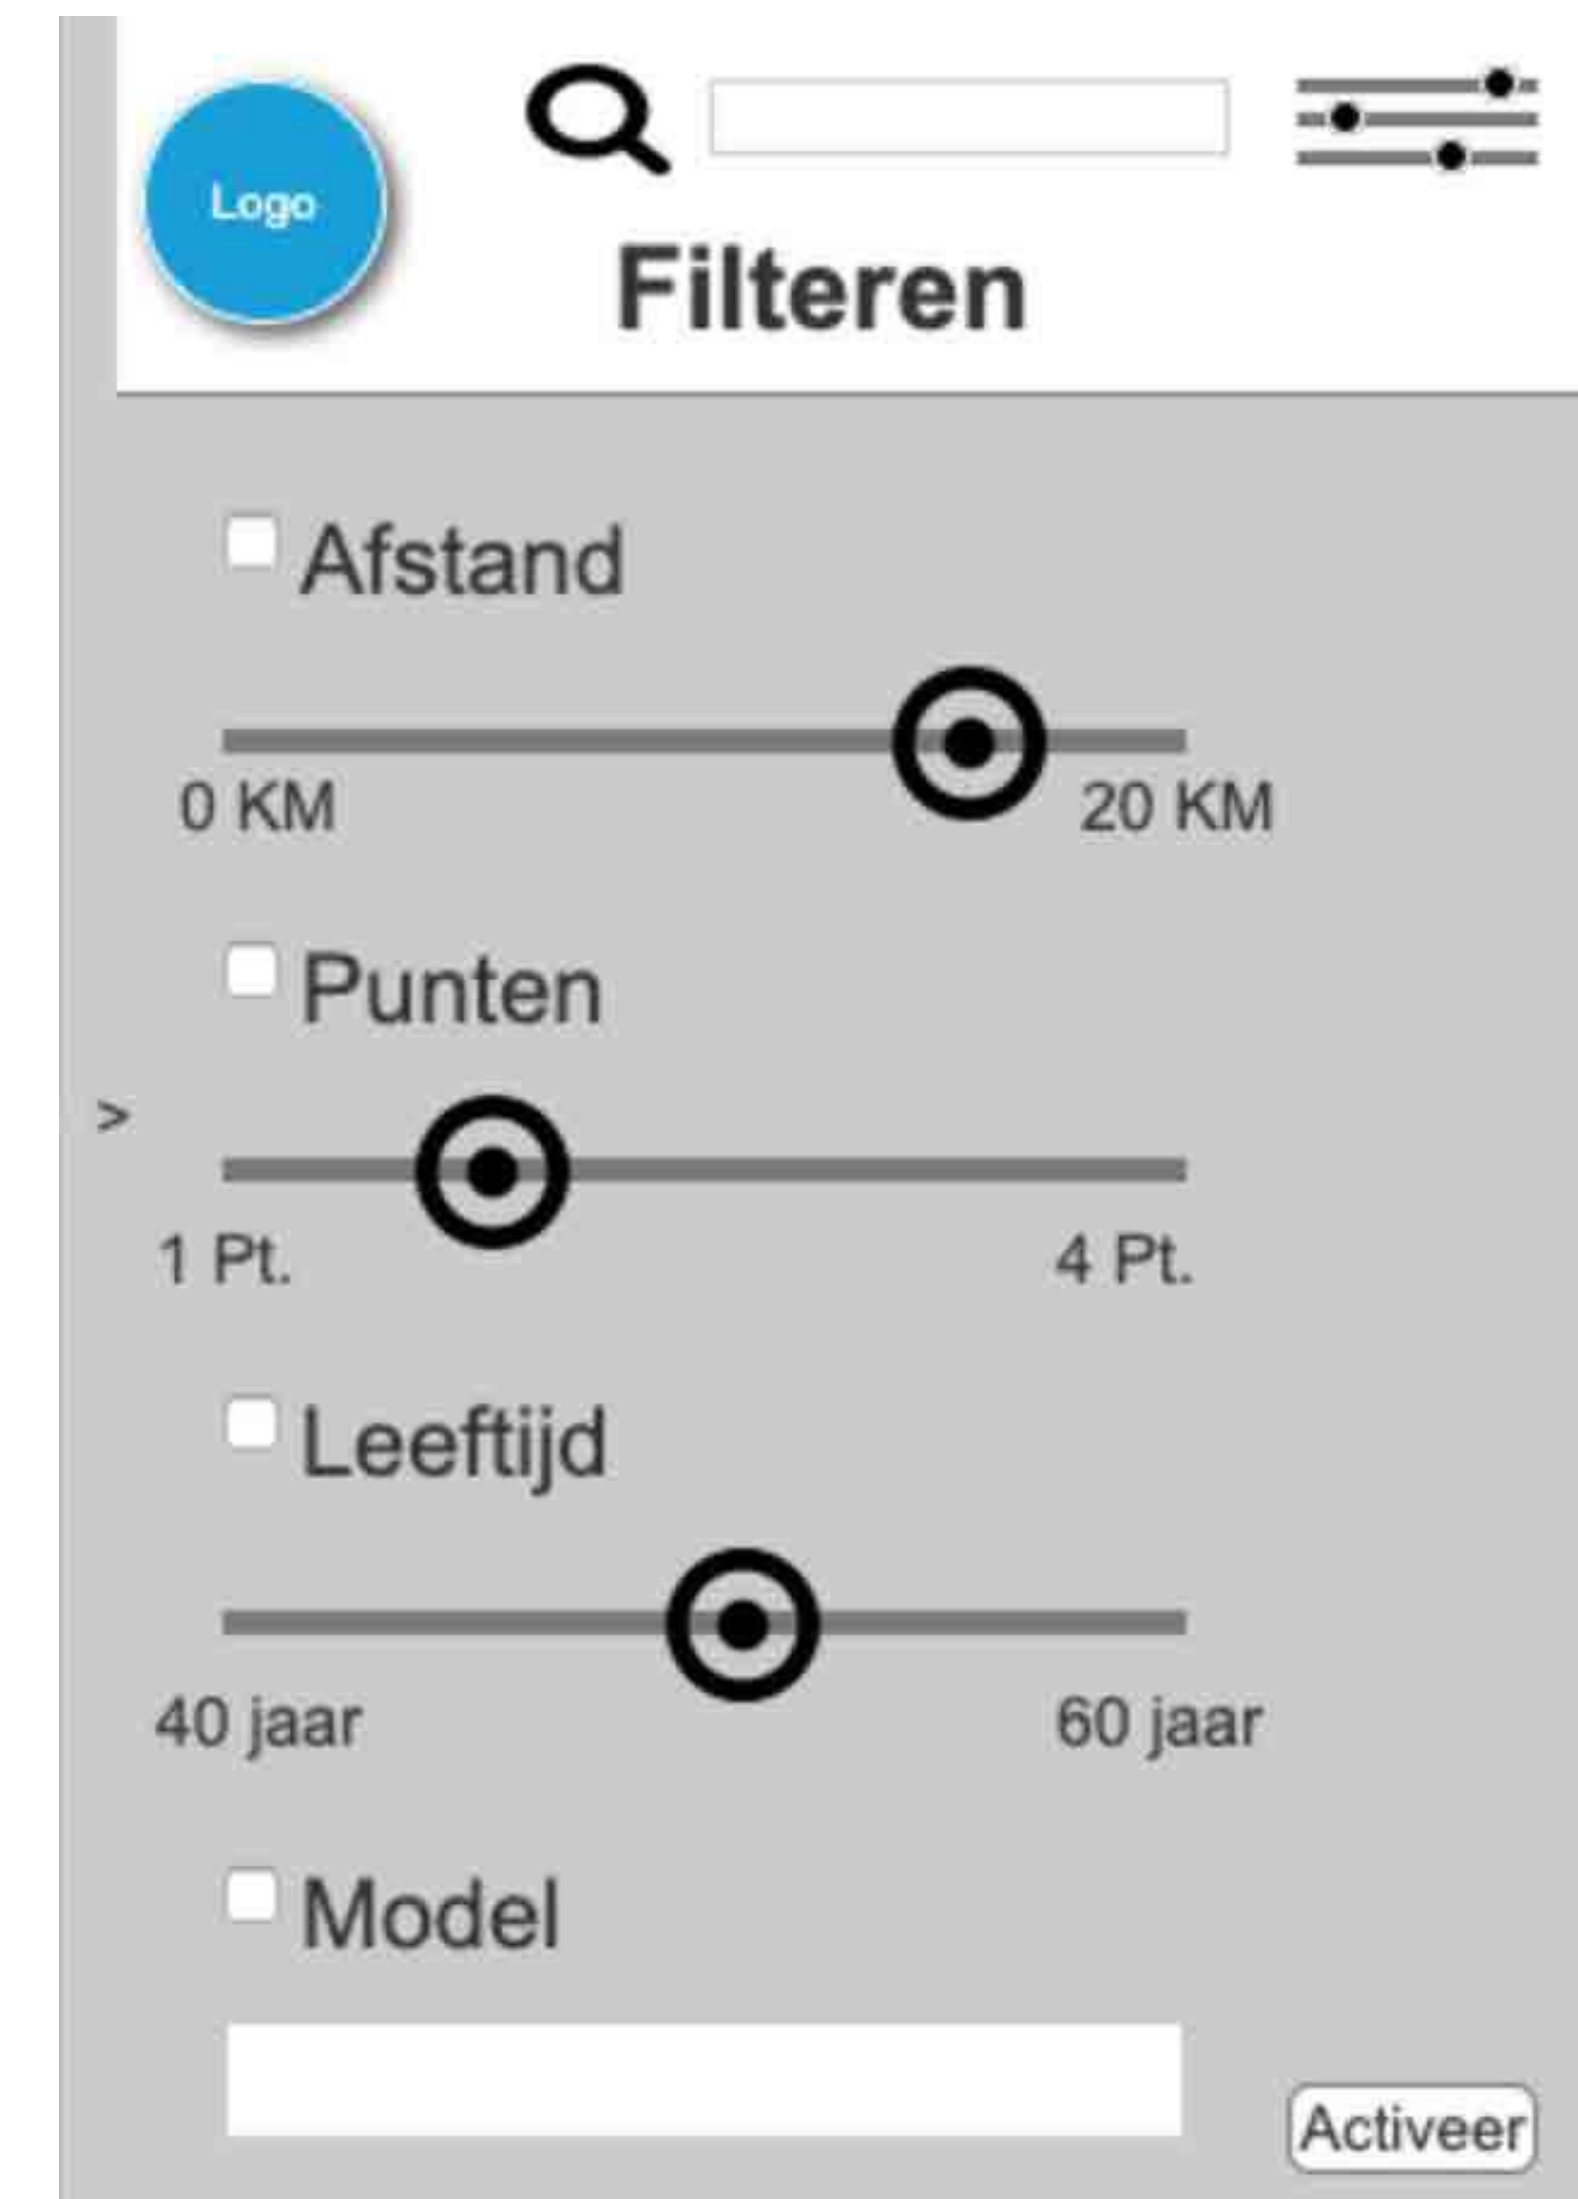 Logo
Filteren
Afstand
0 KM 20 KM
Punten
>
1 Pt. 4 Pt.
Leeftijd
40 jaar 60 jaar
Model
Activeer